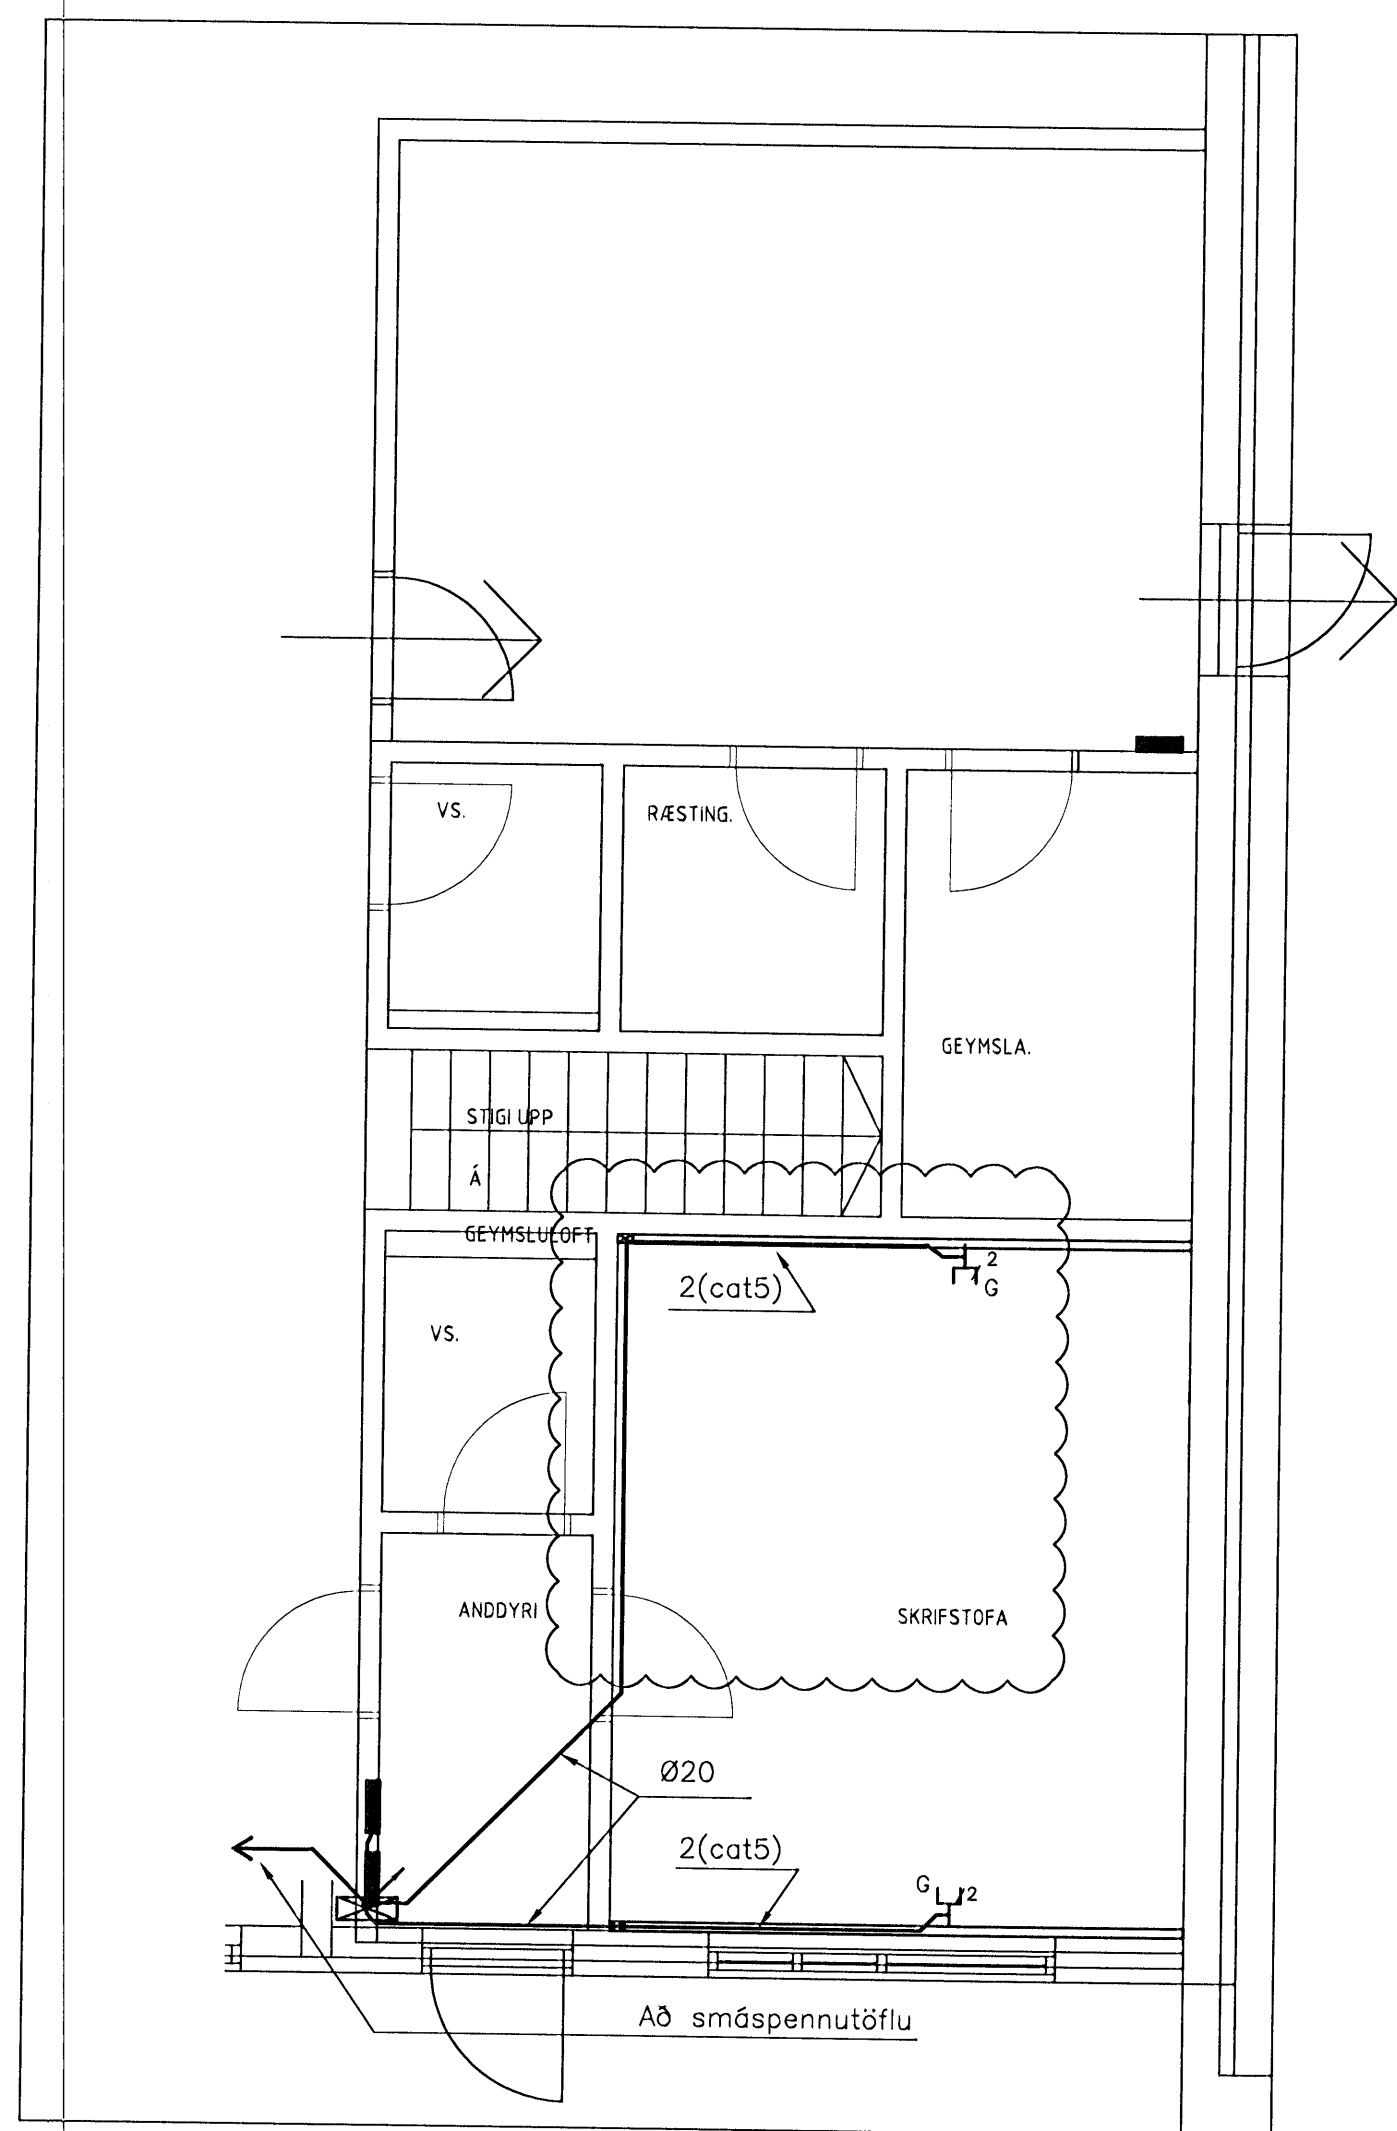 VS.
RÆSTING.
GEYMSLA.
STIGI UPP
Á
GEYMSLULOFT
2(cat5)
2
G
VS.
ANDDYRI
SKRIFSTOFA
Ø20
2(cat5)
G
2
Að smáspennutöflu